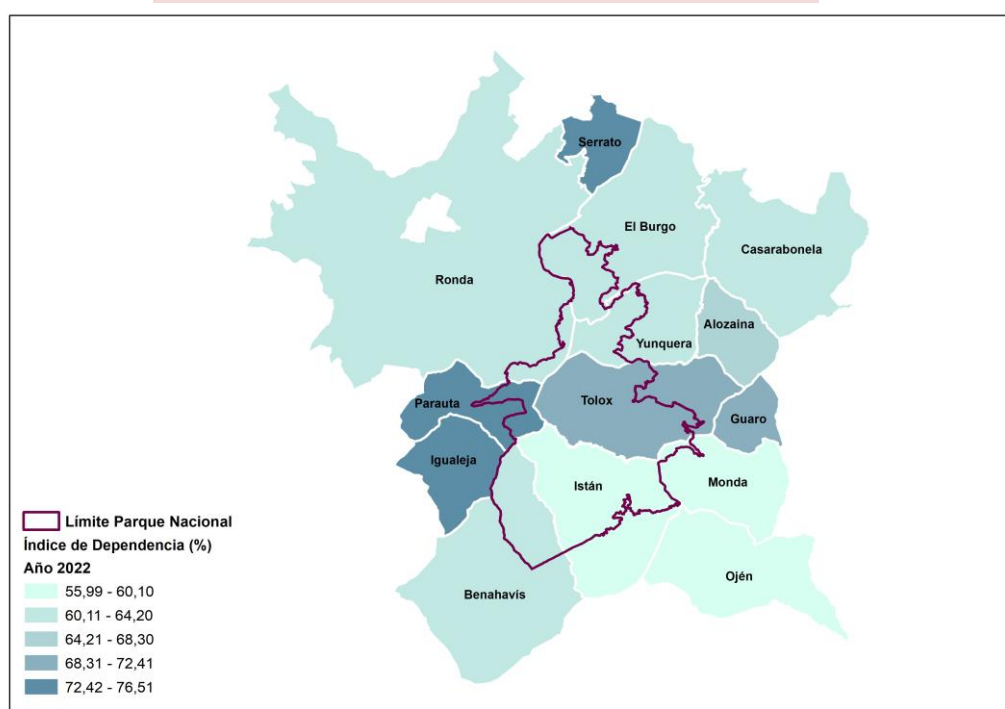 Serrato
El Burgo
Casarabonela
Ronda
Alozaina
Yunquera
Parauta
Tolox
Guaro
Igualeja
Istán
Monda
Ojén
Benahavís
Límite Parque Nacional
Índice de Dependencia (%)
Año 2022
55,99 - 60,10
60,11 - 64,20
64,21 - 68,30
68,31 - 72,41
72,42 - 76,51